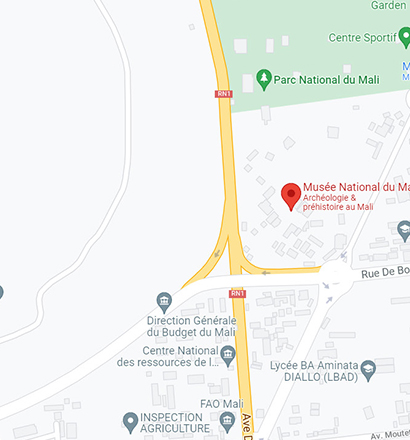 Garden
Centre Sportif
Parc National du Mali
RN1
Musée National du Ma
Archéologie &
préhistoire au Mali
Rue De Bo
RN1
Direction Générale
du Budget du Mali
Centre National
des ressources de l...
Lycée BA Aminata
DIALLO (LBAD)
FAO Mali
INSPECTION
AGRICULTURE
Ave D
Av. Moute